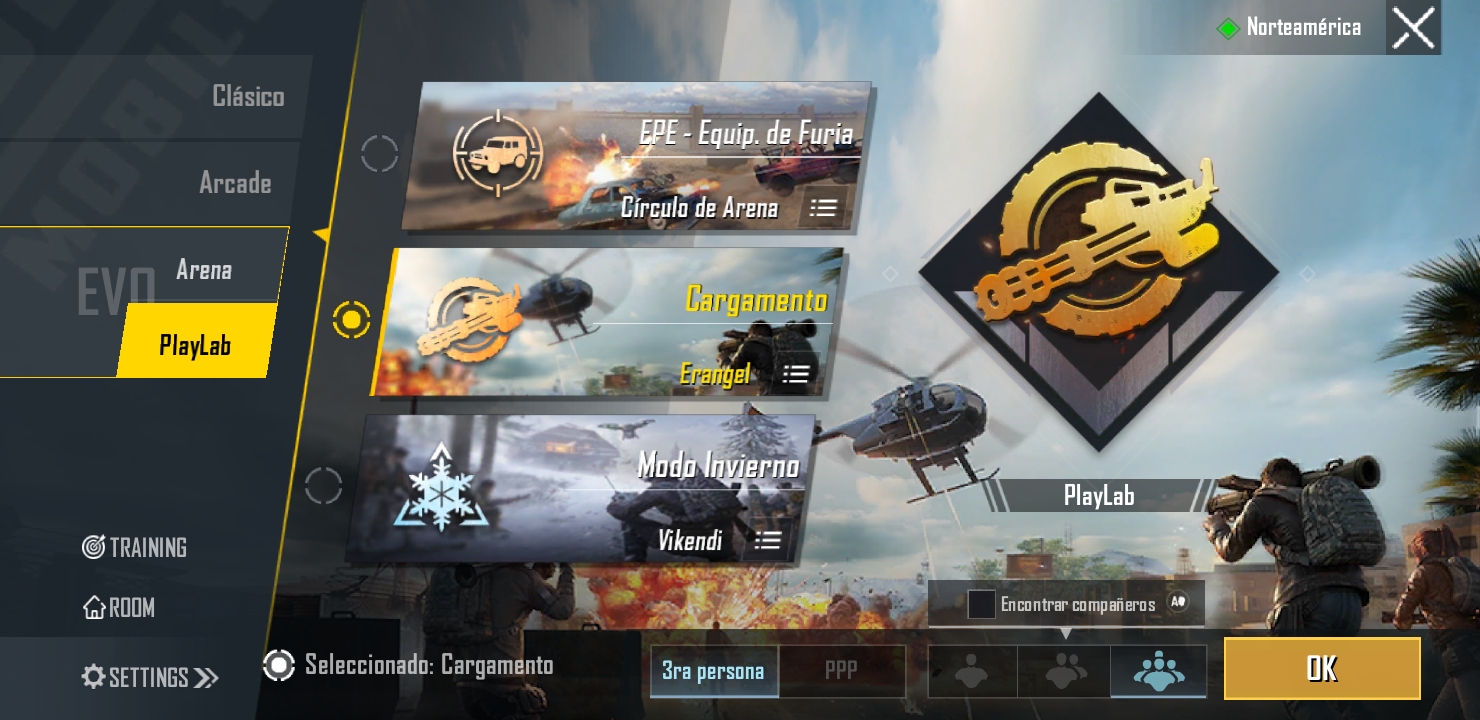 Norteamérica
MOBILE
Clásico
Arcade
EVO
Arena
PlayLab
EPE - Equip. de Furia
Círculo de Arena
Cargamento
Erangel
Modo Invierno
Vikendi
PlayLab
TRAINING
ROOM
SETTINGS
Encontrar compañeros
Seleccionado: Cargamento
3ra persona
PPP
OK